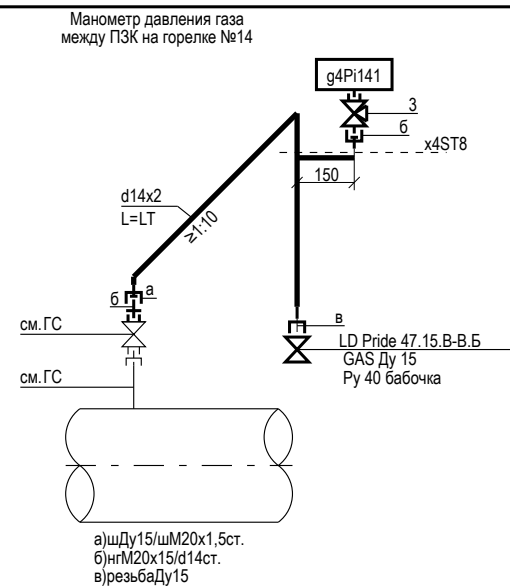 Манометр давления газа
между ПЗК на горелке №14
g4Pi141
3
б
x4ST8
150
d14x2
L=LT
≥1:10
а
б
см.ГС
в
LD Pride 47.15.В-В.Б
GAS Ду 15
Ру 40 бабочка
см.ГС
а)шДу15/шМ20х1,5ст.
б)нгМ20х15/d14ст.
в)резьбаДу15